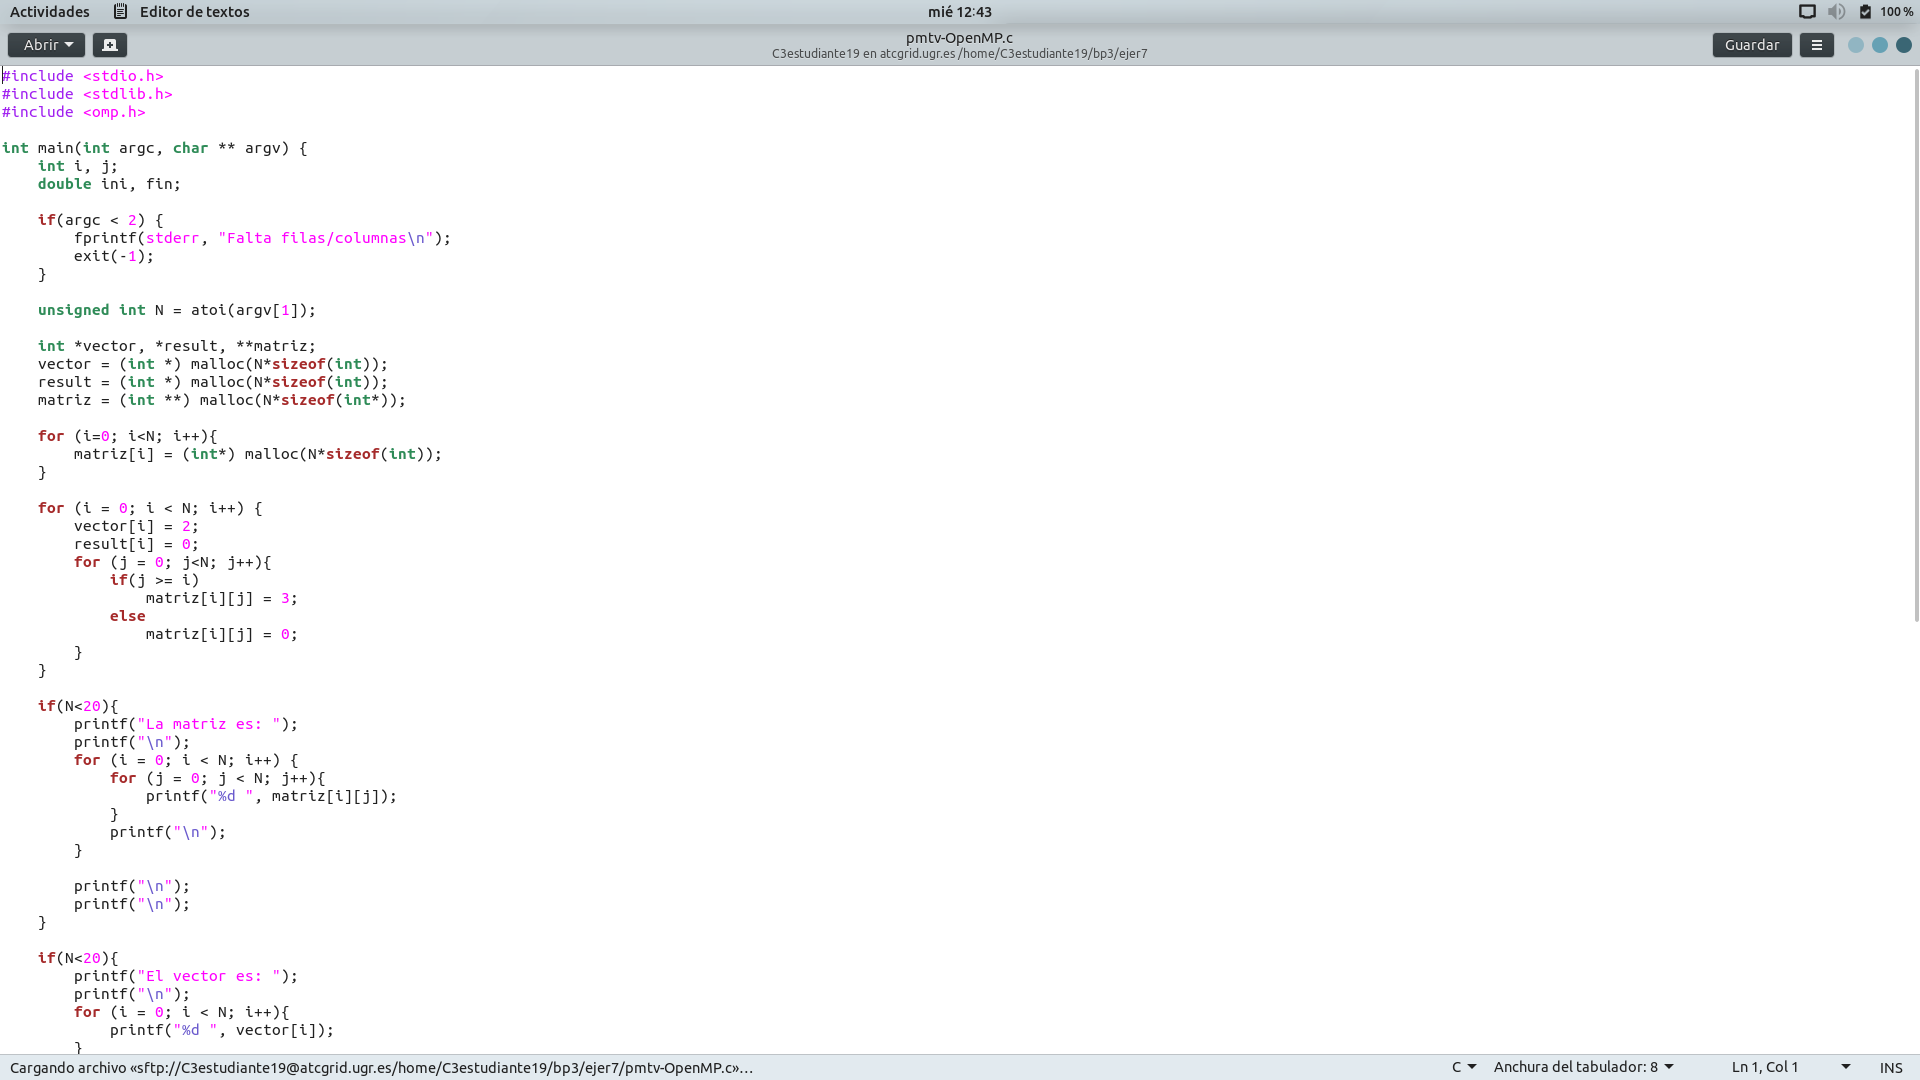 Actividades Editor de textos mié 12:43 100 %
Abrir pmtv-OpenMP.c Guardar
C3estudiante19 en atcgrid.ugr.es /home/C3estudiante19/bp3/ejer7
#include <stdio.h>
#include <stdlib.h>
#include <omp.h>

int main(int argc, char ** argv) {
    int i, j;
    double ini, fin;

    if(argc < 2) {
        fprintf(stderr, "Falta filas/columnas\n");
        exit(-1);
    }

    unsigned int N = atoi(argv[1]);

    int *vector, *result, **matriz;
    vector = (int *) malloc(N*sizeof(int));
    result = (int *) malloc(N*sizeof(int));
    matriz = (int **) malloc(N*sizeof(int*));

    for (i=0; i<N; i++){
        matriz[i] = (int*) malloc(N*sizeof(int));
    }

    for (i = 0; i < N; i++) {
        vector[i] = 2;
        result[i] = 0;
        for (j = 0; j<N; j++){
            if(j >= i)
                matriz[i][j] = 3;
            else
                matriz[i][j] = 0;
        }
    }

    if(N<20){
        printf("La matriz es: ");
        printf("\n");
        for (i = 0; i < N; i++) {
            for (j = 0; j < N; j++){
                printf("%d ", matriz[i][j]);
            }
            printf("\n");
        }

        printf("\n");
        printf("\n");
    }

    if(N<20){
        printf("El vector es: ");
        printf("\n");
        for (i = 0; i < N; i++){
            printf("%d ", vector[i]);
        }
Cargando archivo «sftp://C3estudiante19@atcgrid.ugr.es/home/C3estudiante19/bp3/ejer7/pmtv-OpenMP.c»… C Anchura del tabulador: 8 Ln 1, Col 1 INS